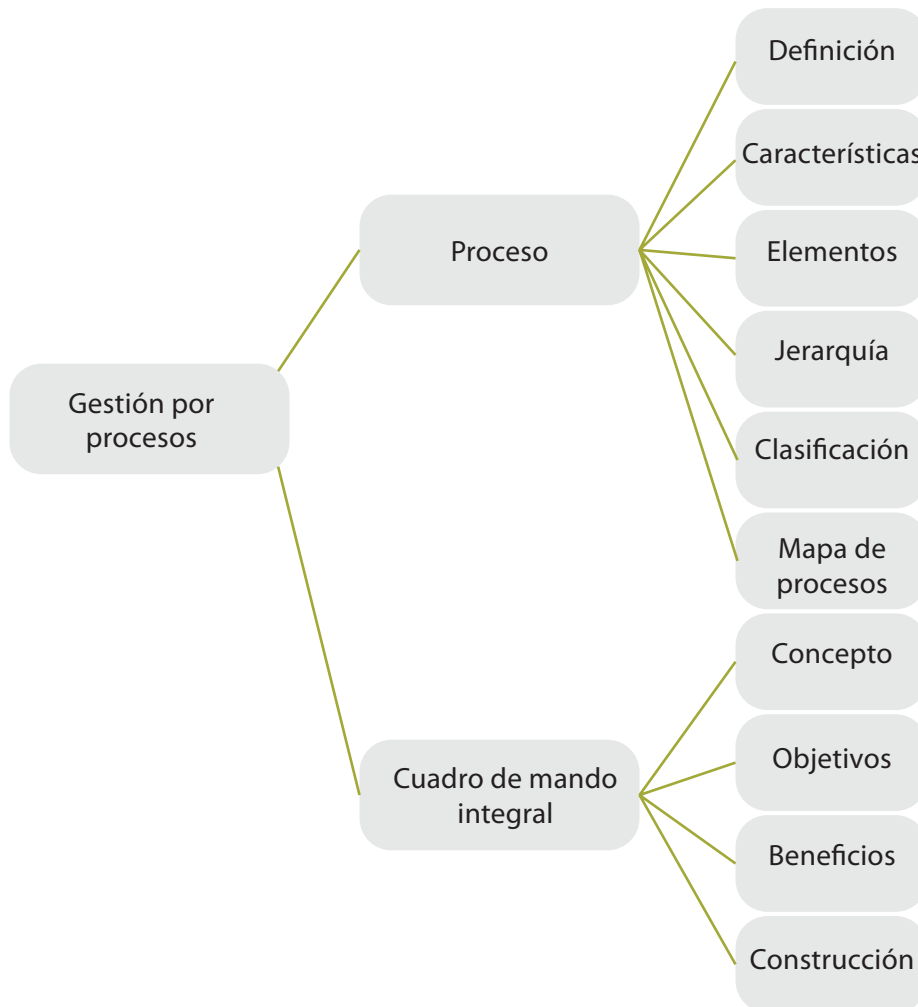 Gestión por
procesos
Proceso
Definición
Características
Elementos
Jerarquía
Clasificación
Mapa de
procesos
Cuadro de mando
integral
Concepto
Objetivos
Beneficios
Construcción